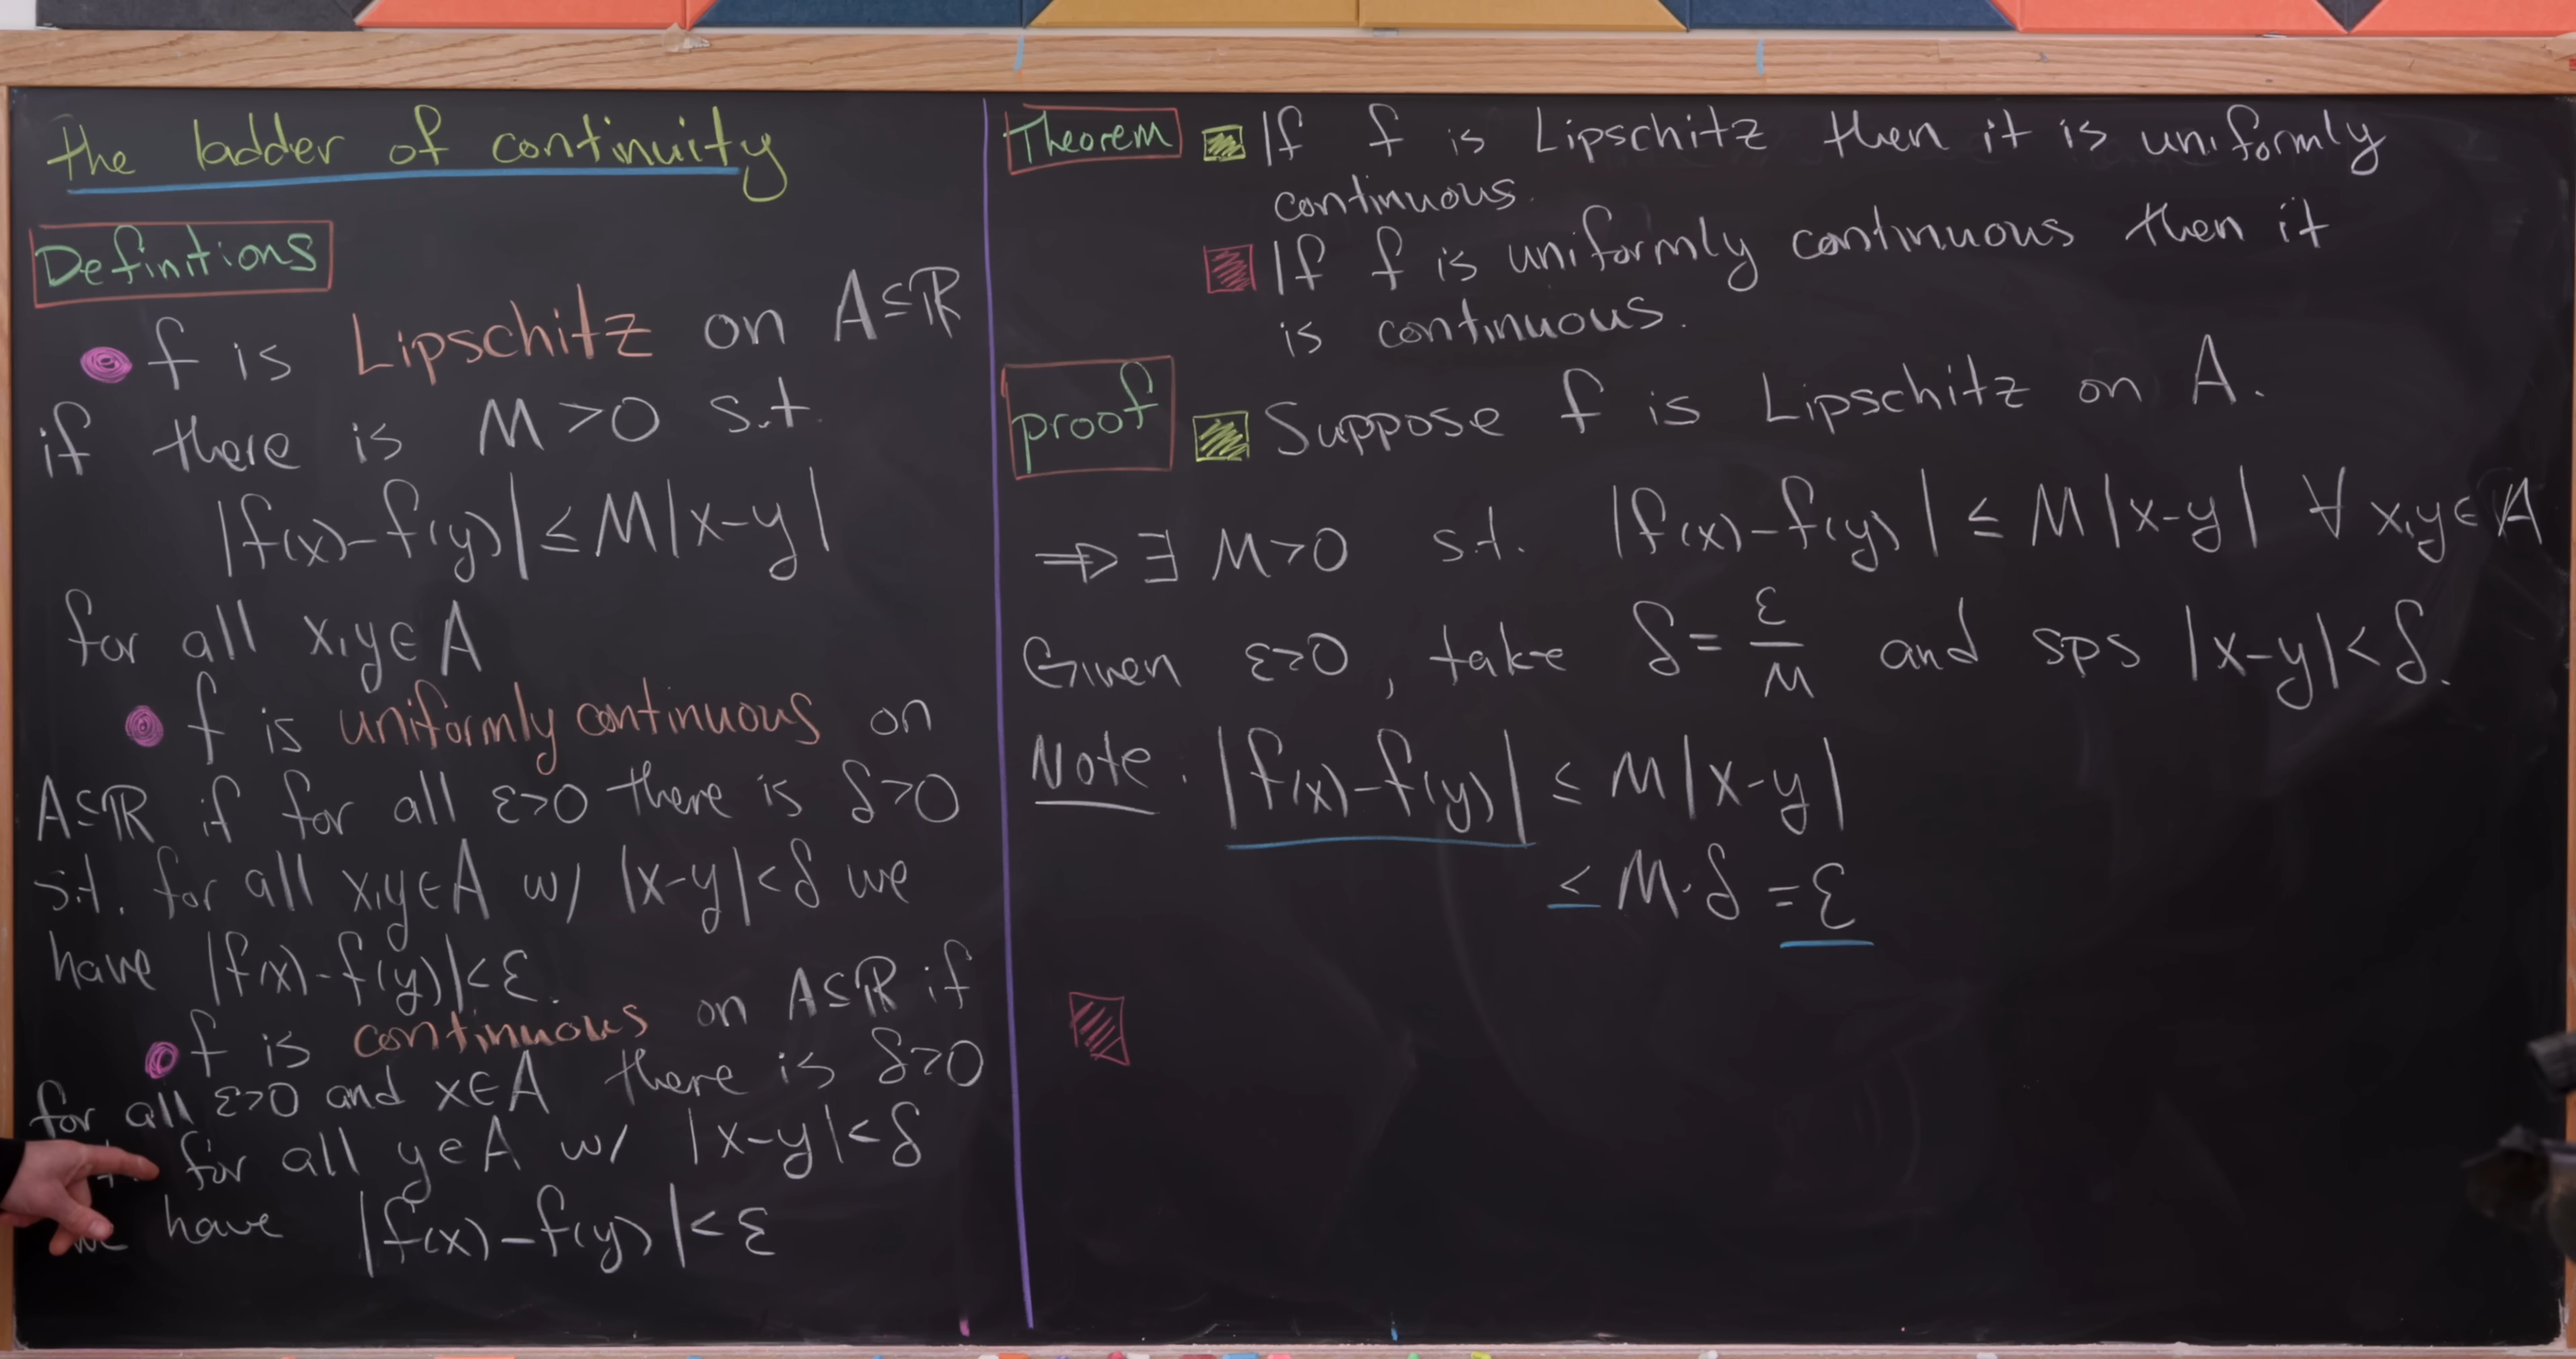 the ladder of continuity
Definitions
f is Lipschitz on A⊆ℝ
if there is M>0 s.t.
|f(x)-f(y)|≤M|x-y|
for all x,y∈A
f is uniformly continuous on
A⊆ℝ if for all ε>0 there is δ>0
s.t. for all x,y∈A w/ |x-y|<δ we
have |f(x)-f(y)|<ε.
f is continuous on A⊆ℝ if
for all ε>0 and x∈A there is δ>0
for all y∈A w/ |x-y|<δ
we have |f(x)-f(y)|<ε
Theorem If f is Lipschitz then it is uniformly
continuous.
If f is uniformly continuous then it
is continuous.
proof Suppose f is Lipschitz on A.
⇒ ∃ M>0 s.t. |f(x)-f(y)| ≤ M|x-y| ∀ x,y∈A
Given ε>0, take δ = ε/M and sps |x-y|<δ.
Note: |f(x)-f(y)| ≤ M|x-y|
< M·δ = ε